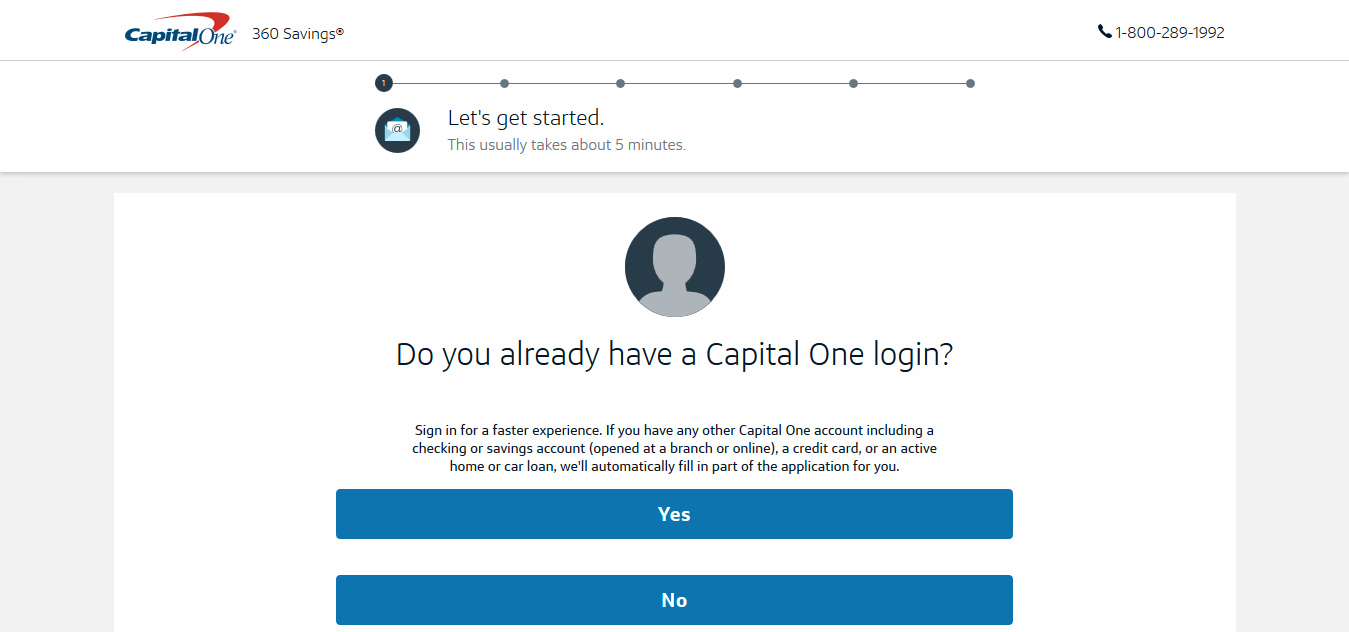 CapitalOne® 360 Savings® 1-800-289-1992
1
@
Let's get started.
This usually takes about 5 minutes.
Do you already have a Capital One login?
Sign in for a faster experience. If you have any other Capital One account including a
checking or savings account (opened at a branch or online), a credit card, or an active
home or car loan, we'll automatically fill in part of the application for you.
Yes
No